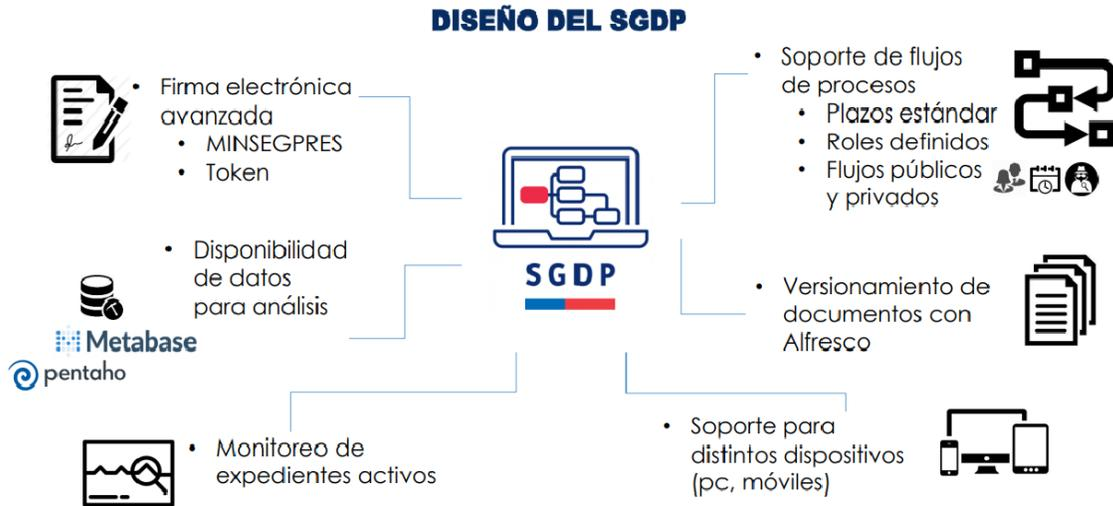 DISEÑO DEL SGDP
• Firma electrónica
avanzada
• MINSEGPRES
• Token
• Disponibilidad
de datos
para análisis
Metabase
pentaho
• Monitoreo de
expedientes activos
SGDP
• Soporte de flujos
de procesos
• Plazos estándar
• Roles definidos
• Flujos públicos
y privados
• Versionamiento de
documentos con
Alfresco
• Soporte para
distintos dispositivos
(pc, móviles)